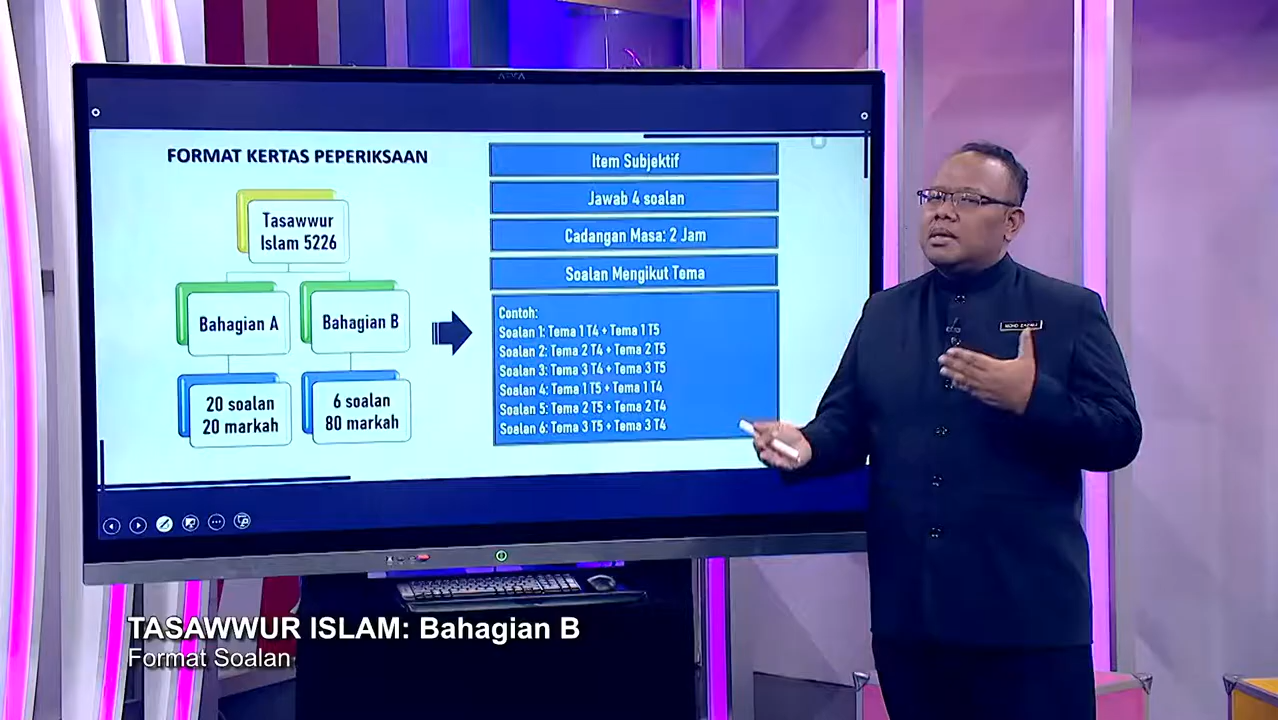 FORMAT KERTAS PEPERIKSAAN
Tasawwur
Islam 5226
Bahagian A
Bahagian B
20 soalan
20 markah
6 soalan
80 markah
Item Subjektif
Jawab 4 soalan
Cadangan Masa: 2 Jam
Soalan Mengikut Tema
Contoh:
Soalan 1: Tema 1 T4 + Tema 1 T5
Soalan 2: Tema 2 T4 + Tema 2 T5
Soalan 3: Tema 3 T4 + Tema 3 T5
Soalan 4: Tema 1 T5 + Tema 1 T4
Soalan 5: Tema 2 T5 + Tema 2 T4
Soalan 6: Tema 3 T5 + Tema 3 T4
TASAWWUR ISLAM: Bahagian B
Format Soalan